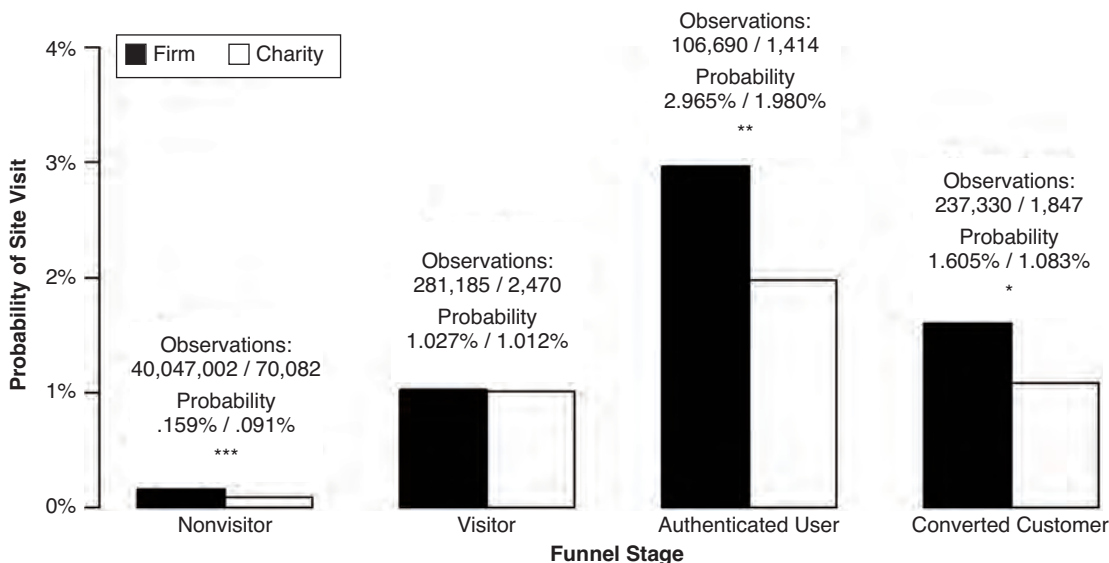 4%
3%
2%
1%
0%
Probability of Site Visit
Firm
Charity
Observations:
40,047,002 / 70,082
Probability
.159% / .091%
***
Observations:
281,185 / 2,470
Probability
1.027% / 1.012%
Observations:
106,690 / 1,414
Probability
2.965% / 1.980%
**
Observations:
237,330 / 1,847
Probability
1.605% / 1.083%
*
Nonvisitor
Visitor
Authenticated User
Converted Customer
Funnel Stage